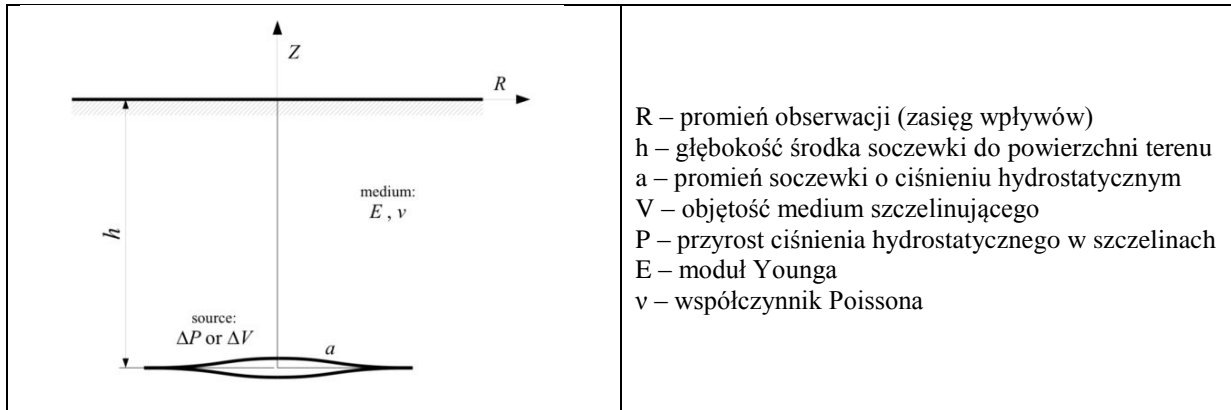 Z
R
medium:
E , ν
h
source:
ΔP or ΔV
a
R – promień obserwacji (zasięg wpływów)
h – głębokość środka soczewki do powierzchni terenu
a – promień soczewki o ciśnieniu hydrostatycznym
V – objętość medium szczelinującego
P – przyrost ciśnienia hydrostatycznego w szczelinach
E – moduł Younga
ν – współczynnik Poissona